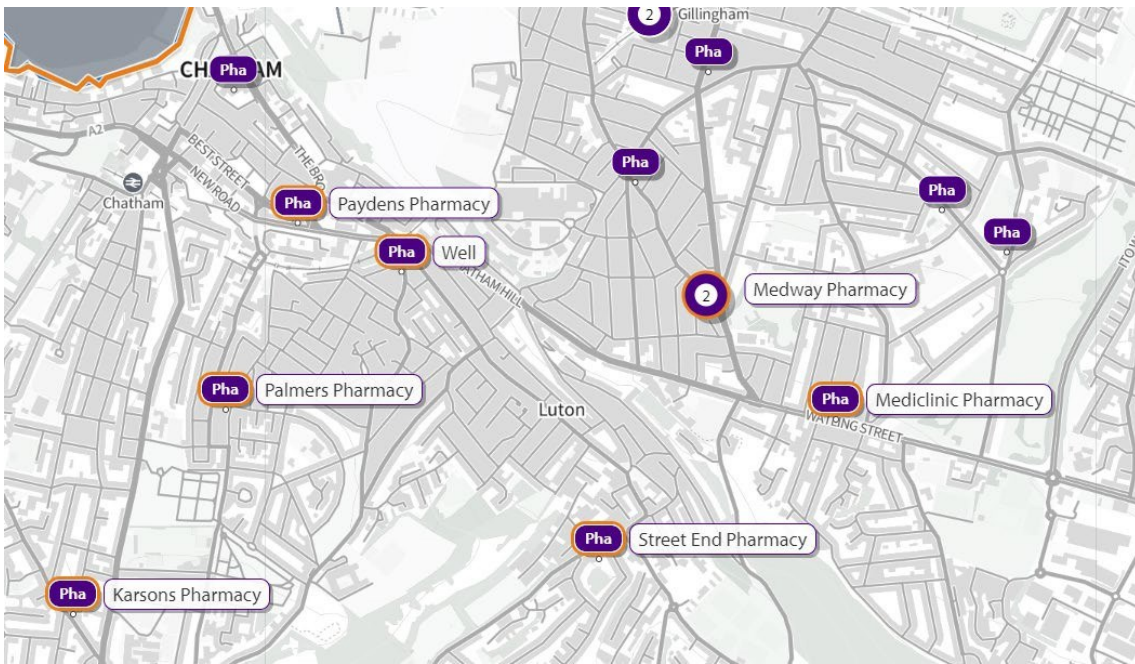 2
Gillingham
Pha
CHATHAM
Pha
A2
BEST STREET
NEW ROAD
THE BRO
Chatham
Pha
Pha
Pha
Pha
Paydens Pharmacy
Pha
Well
ATHAM HILL
2
Medway Pharmacy
ITOW
Pha
Palmers Pharmacy
Luton
Pha
Mediclinic Pharmacy
WATLING STREET
Pha
Street End Pharmacy
Pha
Karsons Pharmacy